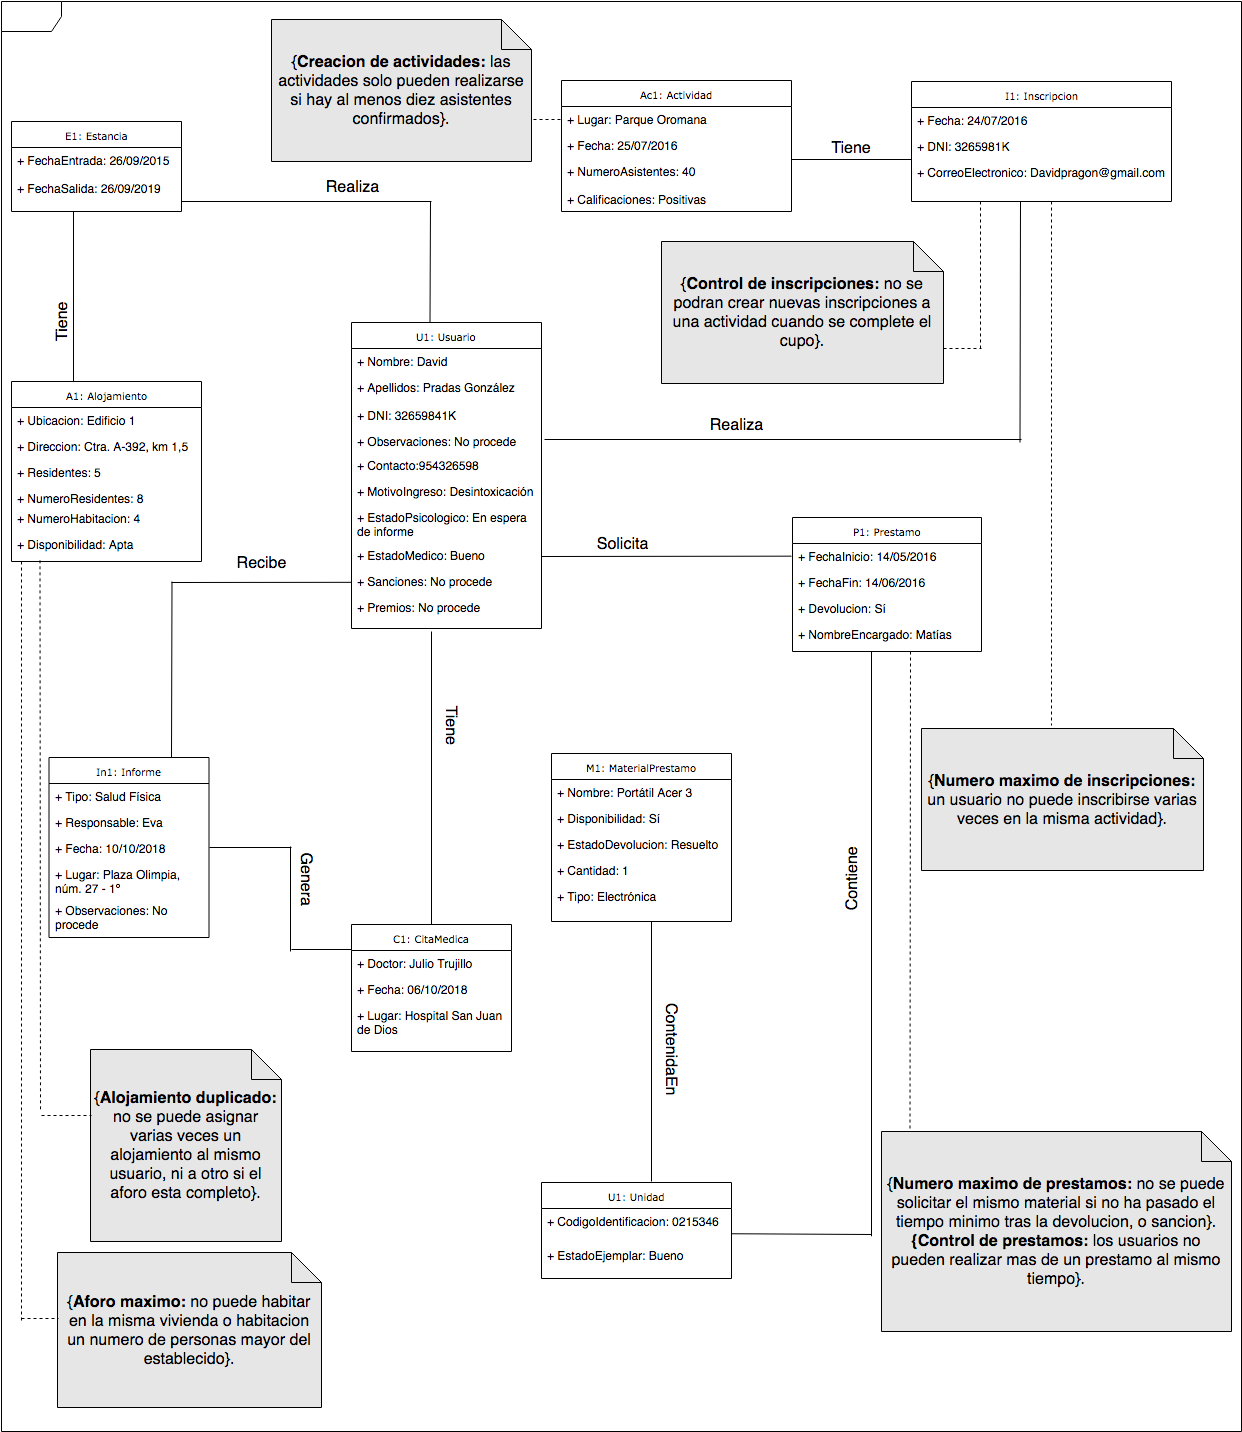 {Creacion de actividades: las
actividades solo pueden realizarse
si hay al menos diez asistentes
confirmados}.
Ac1: Actividad
+ Lugar: Parque Oromana
+ Fecha: 25/07/2016
+ NumeroAsistentes: 40
+ Calificaciones: Positivas
Tiene
I1: Inscripcion
+ Fecha: 24/07/2016
+ DNI: 3265981K
+ CorreoElectronico: Davidpragon@gmail.com
E1: Estancia
+ FechaEntrada: 26/09/2015
+ FechaSalida: 26/09/2019
Realiza
{Control de inscripciones: no se
podran crear nuevas inscripciones a
una actividad cuando se complete el
cupo}.
Tiene
U1: Usuario
+ Nombre: David
+ Apellidos: Pradas González
+ DNI: 32659841K
+ Observaciones: No procede
+ Contacto:954326598
+ MotivoIngreso: Desintoxicación
+ EstadoPsicologico: En espera
de informe
+ EstadoMedico: Bueno
+ Sanciones: No procede
+ Premios: No procede
Realiza
A1: Alojamiento
+ Ubicacion: Edificio 1
+ Direccion: Ctra. A-392, km 1,5
+ Residentes: 5
+ NumeroResidentes: 8
+ NumeroHabitacion: 4
+ Disponibilidad: Apta
Recibe
Solicita
P1: Prestamo
+ FechaInicio: 14/05/2016
+ FechaFin: 14/06/2016
+ Devolucion: Sí
+ NombreEncargado: Matías
Tiene
In1: Informe
+ Tipo: Salud Física
+ Responsable: Eva
+ Fecha: 10/10/2018
+ Lugar: Plaza Olimpia,
núm. 27 - 1º
+ Observaciones: No
procede
M1: MaterialPrestamo
+ Nombre: Portátil Acer 3
+ Disponibilidad: Sí
+ EstadoDevolucion: Resuelto
+ Cantidad: 1
+ Tipo: Electrónica
{Numero maximo de inscripciones:
un usuario no puede inscribirse varias
veces en la misma actividad}.
Genera
Contiene
C1: CitaMedica
+ Doctor: Julio Trujillo
+ Fecha: 06/10/2018
+ Lugar: Hospital San Juan
de Dios
ContenidaEn
{Alojamiento duplicado:
no se puede asignar
varias veces un
alojamiento al mismo
usuario, ni a otro si el
aforo esta completo}.
U1: Unidad
+ CodigoIdentificacion: 0215346
+ EstadoEjemplar: Bueno
{Numero maximo de prestamos: no se puede
solicitar el mismo material si no ha pasado el
tiempo minimo tras la devolucion, o sancion}.
{Control de prestamos: los usuarios no
pueden realizar mas de un prestamo al mismo
tiempo}.
{Aforo maximo: no puede habitar
en la misma vivienda o habitacion
un numero de personas mayor del
establecido}.